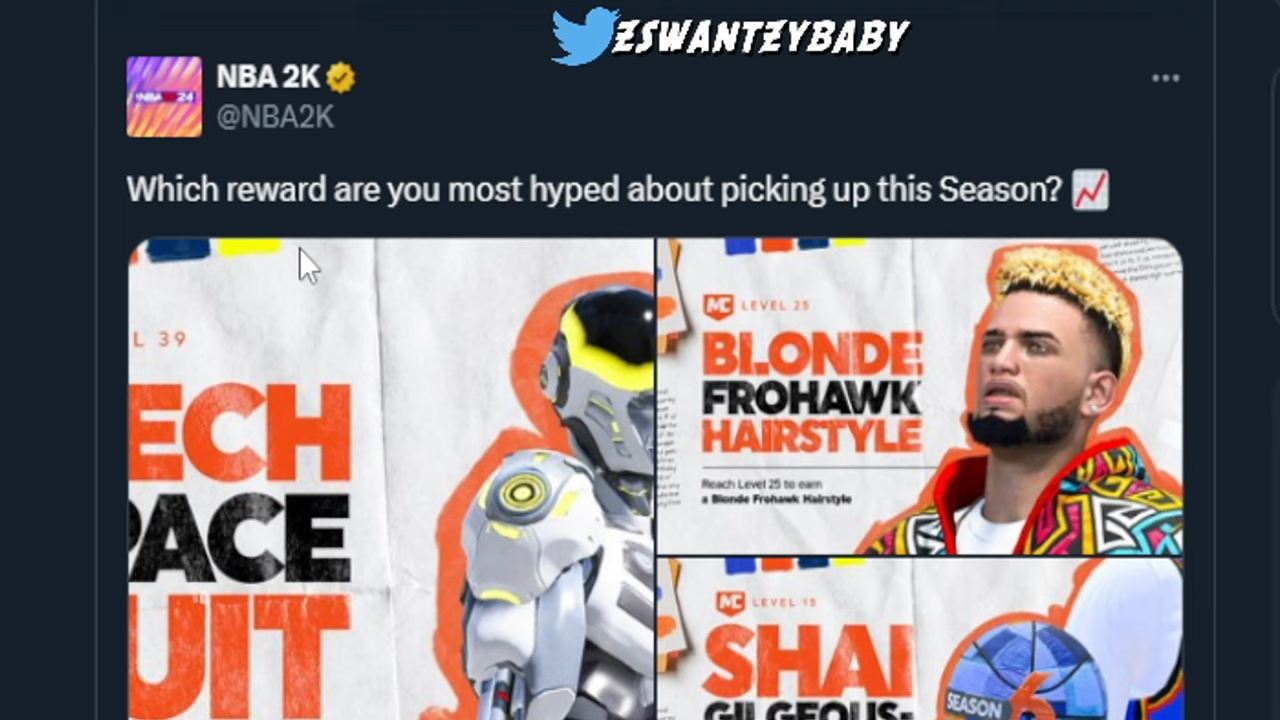 ZSWANTZYBABY
NBA 2K
@NBA2K
Which reward are you most hyped about picking up this Season?
L 39
ECH
PACE
UIT
MC LEVEL 25
BLONDE
FROHAWK
HAIRSTYLE
Reach Level 25 to earn
a Blonde Frohawk Hairstyle
MC LEVEL 15
SHAI
GILGEOUS-
SEASON 6